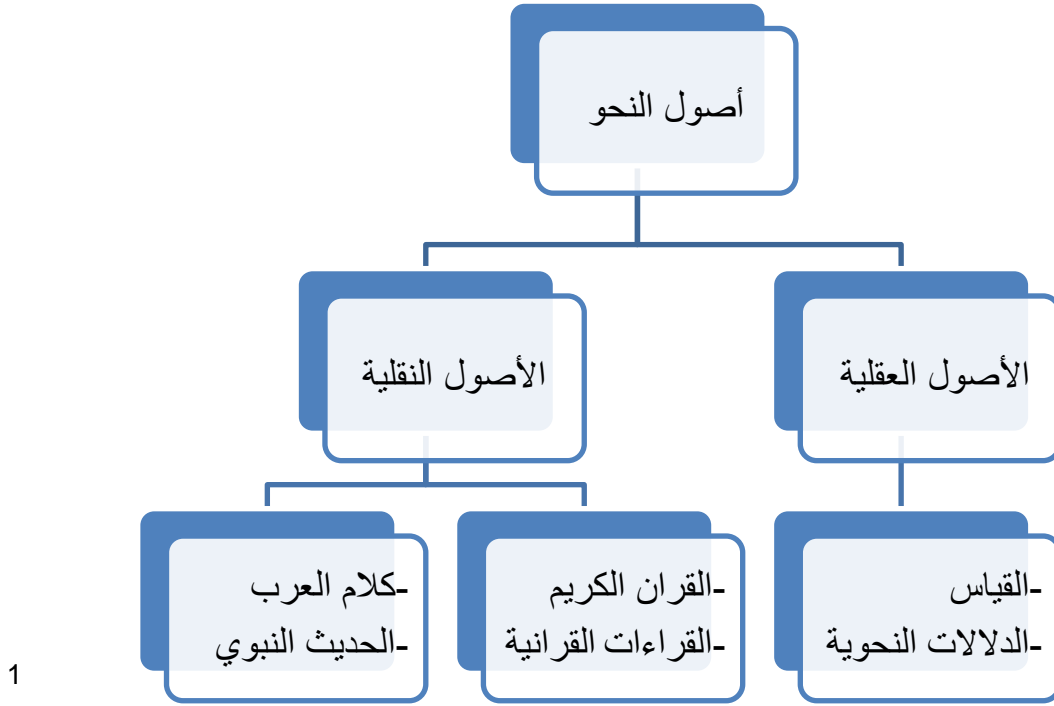 أصول النحو
الأصول العقلية
الأصول النقلية
-القياس
-الدلالات النحوية
-القران الكريم
-القراءات القرانية
-كلام العرب
-الحديث النبوي
1